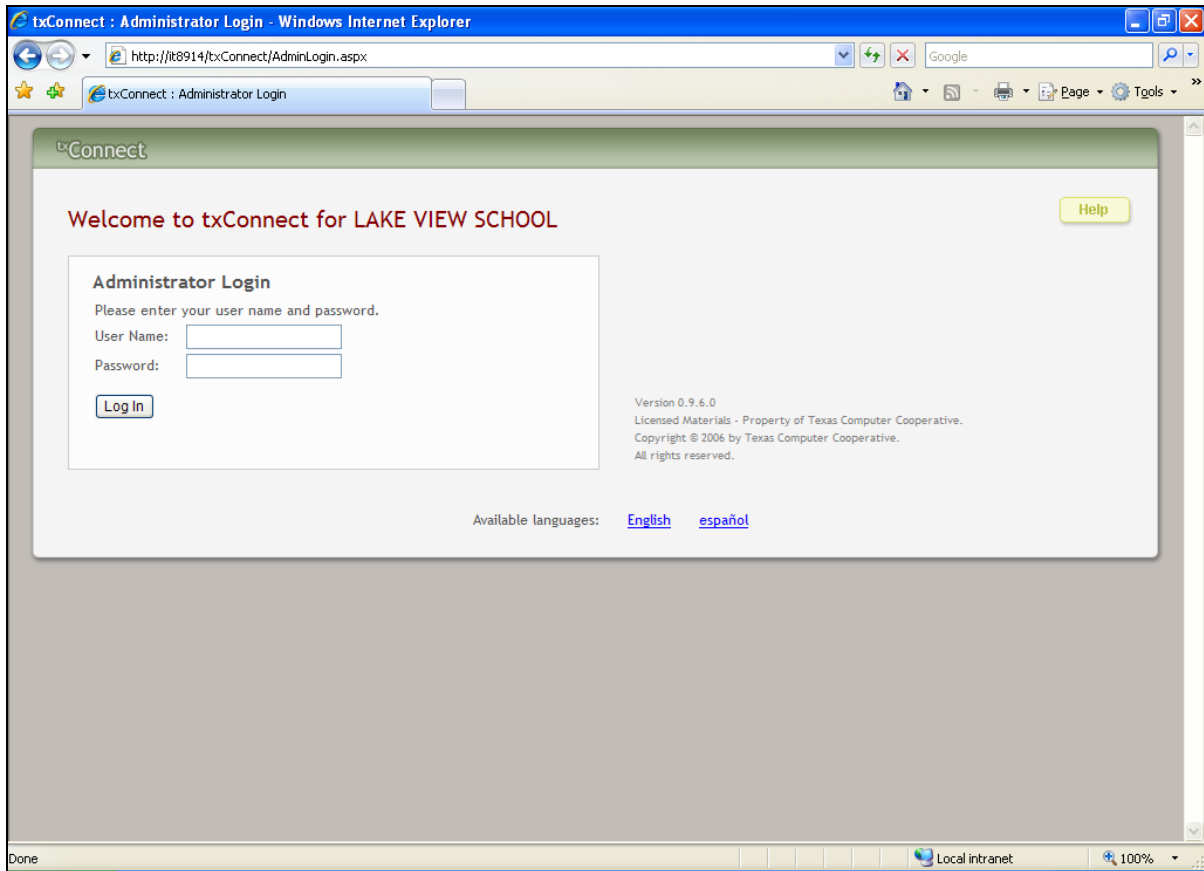 txConnect : Administrator Login - Windows Internet Explorer
http://it8914/txConnect/AdminLogin.aspx
Google
txConnect : Administrator Login
Page
Tools
»
txConnect
Welcome to txConnect for LAKE VIEW SCHOOL
Help
Administrator Login
Please enter your user name and password.
User Name:
Password:
Log In
Version 0.9.6.0
Licensed Materials - Property of Texas Computer Cooperative.
Copyright © 2006 by Texas Computer Cooperative.
All rights reserved.
Available languages: English español
Done
Local intranet
100%